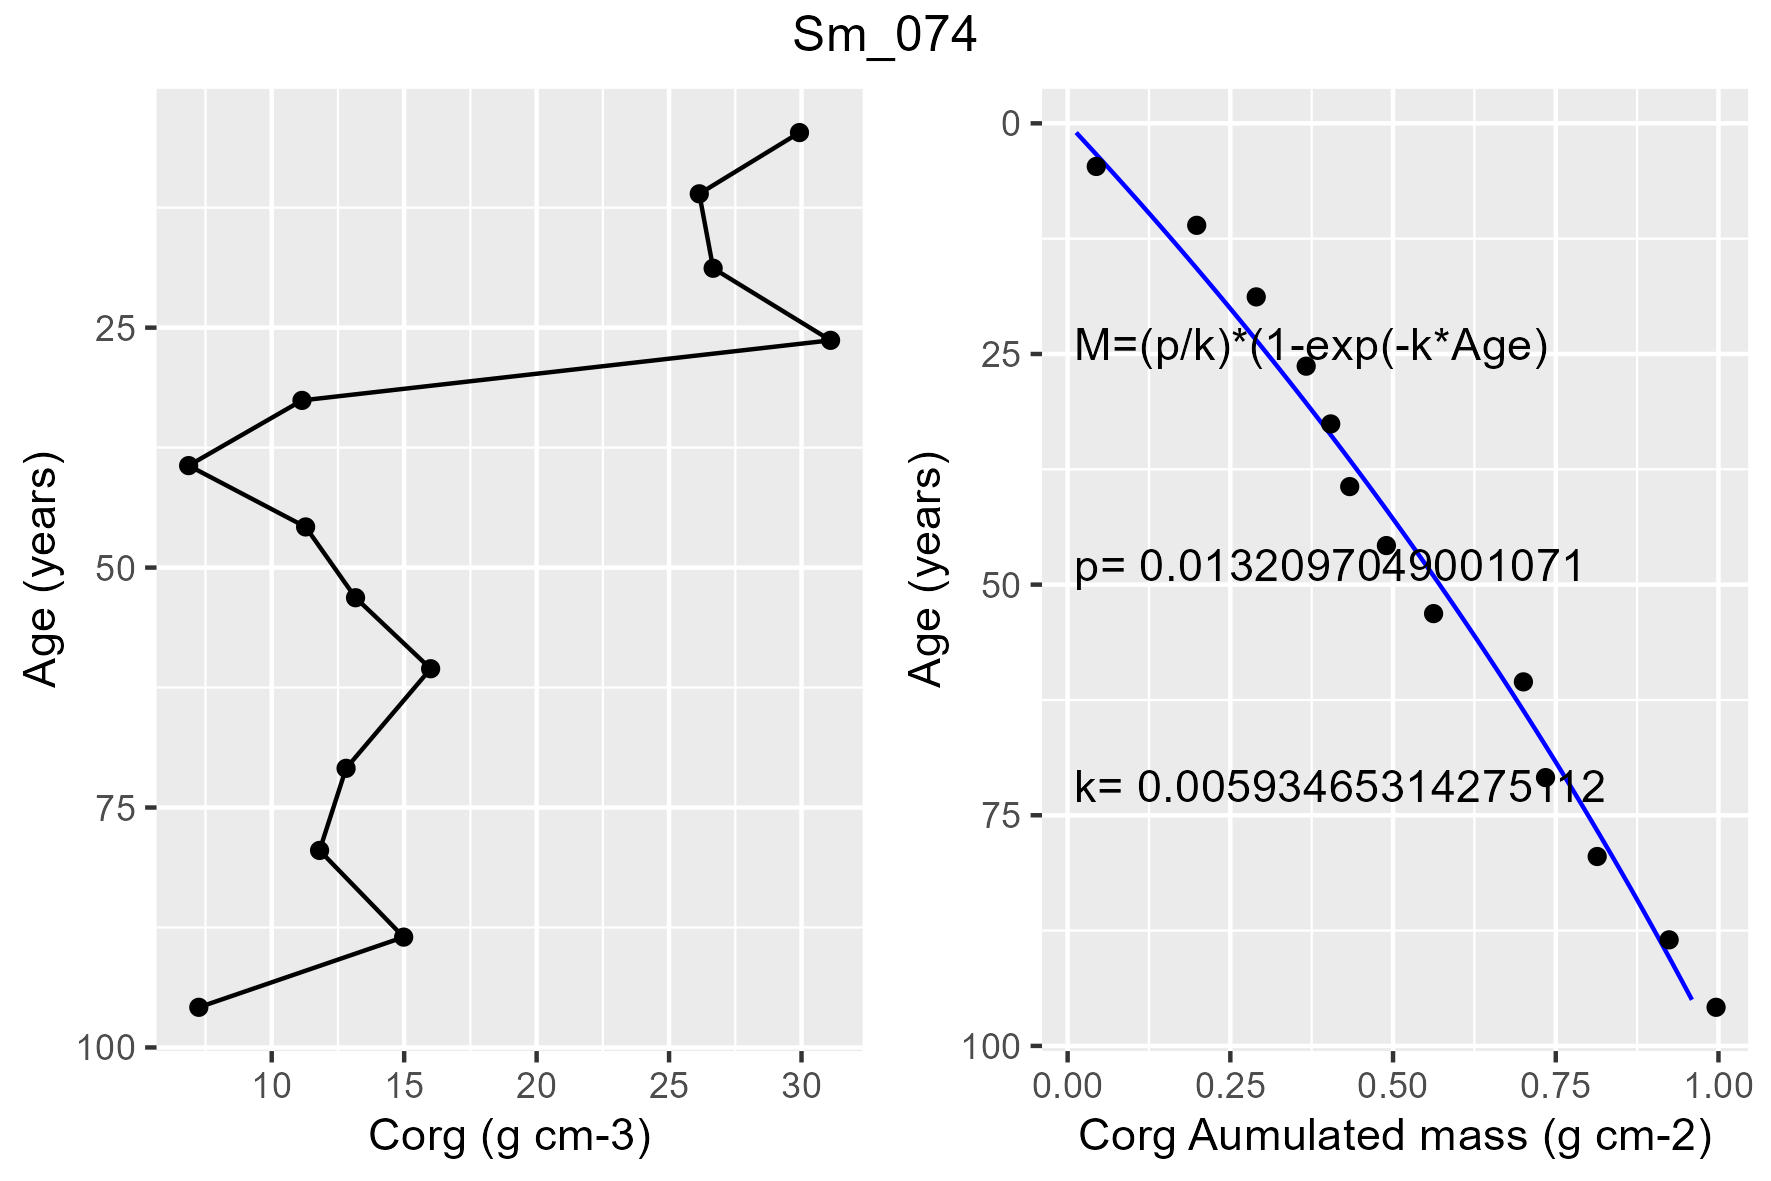 Sm_074
25
50
75
100
10 15 20 25 30
Age (years)
Corg (g cm-3)
0
25
50
75
100
0.00 0.25 0.50 0.75 1.00
Age (years)
Corg Aumulated mass (g cm-2)
M=(p/k)*(1-exp(-k*Age)
p= 0.0132097049001071
k= 0.00593465314275112